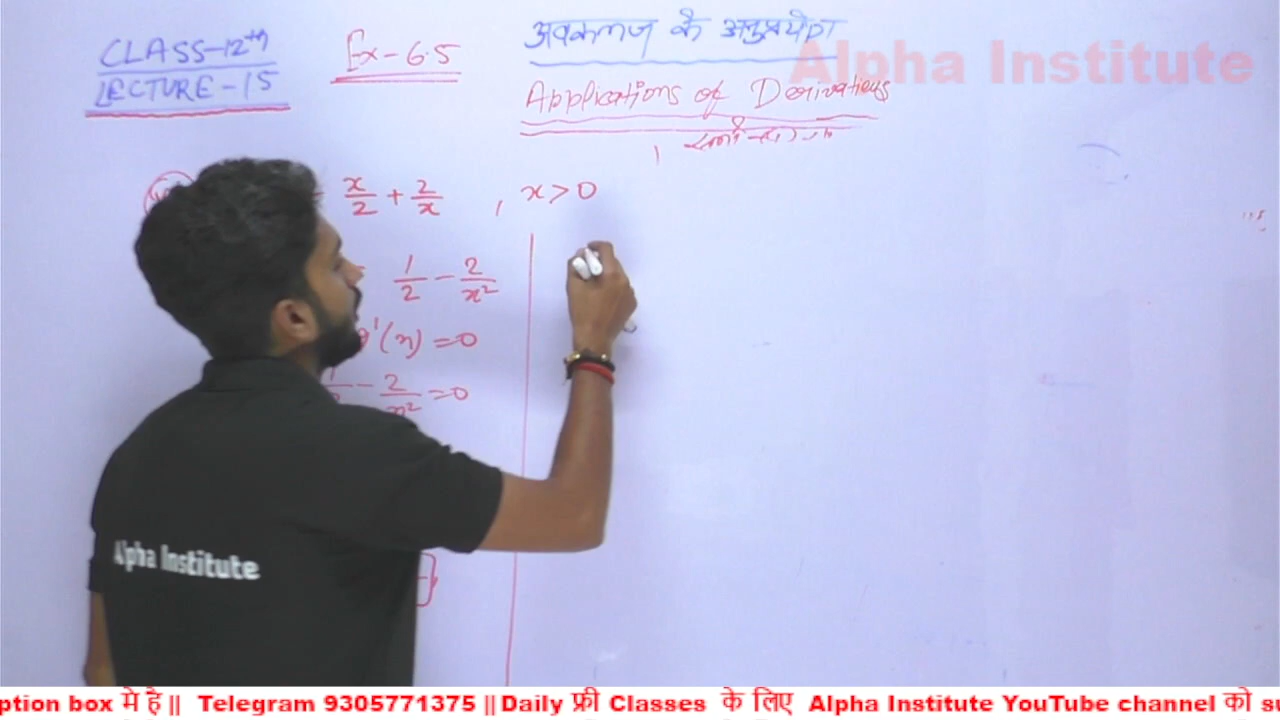 CLASS-12th
LECTURE-15
Ex-6.5
अवकलज के अनुप्रयोग
Applications of Derivatives
Alpha Institute
x/2 + 2/x , x > 0
1/2 - 2/x²
'(x) = 0
- 2/x² = 0
Alpha Institute
ption box मे है || Telegram 9305771375 || Daily फ्री Classes के लिए Alpha Institute YouTube channel को su